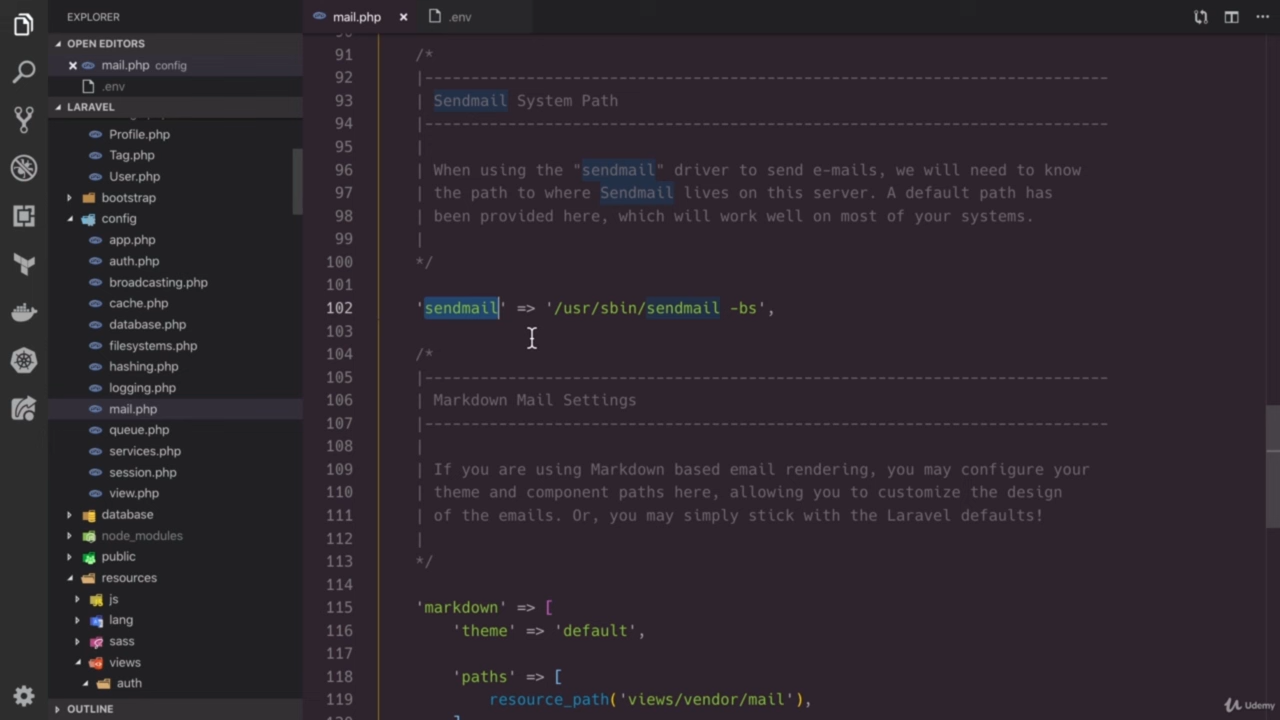 EXPLORER
OPEN EDITORS
mail.php config
.env
LARAVEL
Profile.php
Tag.php
User.php
bootstrap
config
app.php
auth.php
broadcasting.php
cache.php
database.php
filesystems.php
hashing.php
logging.php
mail.php
queue.php
services.php
session.php
view.php
database
node_modules
public
resources
js
lang
sass
views
auth
OUTLINE
mail.php
.env
91 /*
92 |--------------------------------------------------------------------------
93 | Sendmail System Path
94 |--------------------------------------------------------------------------
95 |
96 | When using the "sendmail" driver to send e-mails, we will need to know
97 | the path to where Sendmail lives on this server. A default path has
98 | been provided here, which will work well on most of your systems.
99 |
100 */
101
102 'sendmail' => '/usr/sbin/sendmail -bs',
103
104 /*
105 |--------------------------------------------------------------------------
106 | Markdown Mail Settings
107 |--------------------------------------------------------------------------
108 |
109 | If you are using Markdown based email rendering, you may configure your
110 | theme and component paths here, allowing you to customize the design
111 | of the emails. Or, you may simply stick with the Laravel defaults!
112 |
113 */
114
115 'markdown' => [
116 'theme' => 'default',
117
118 'paths' => [
119 resource_path('views/vendor/mail'),
Udemy